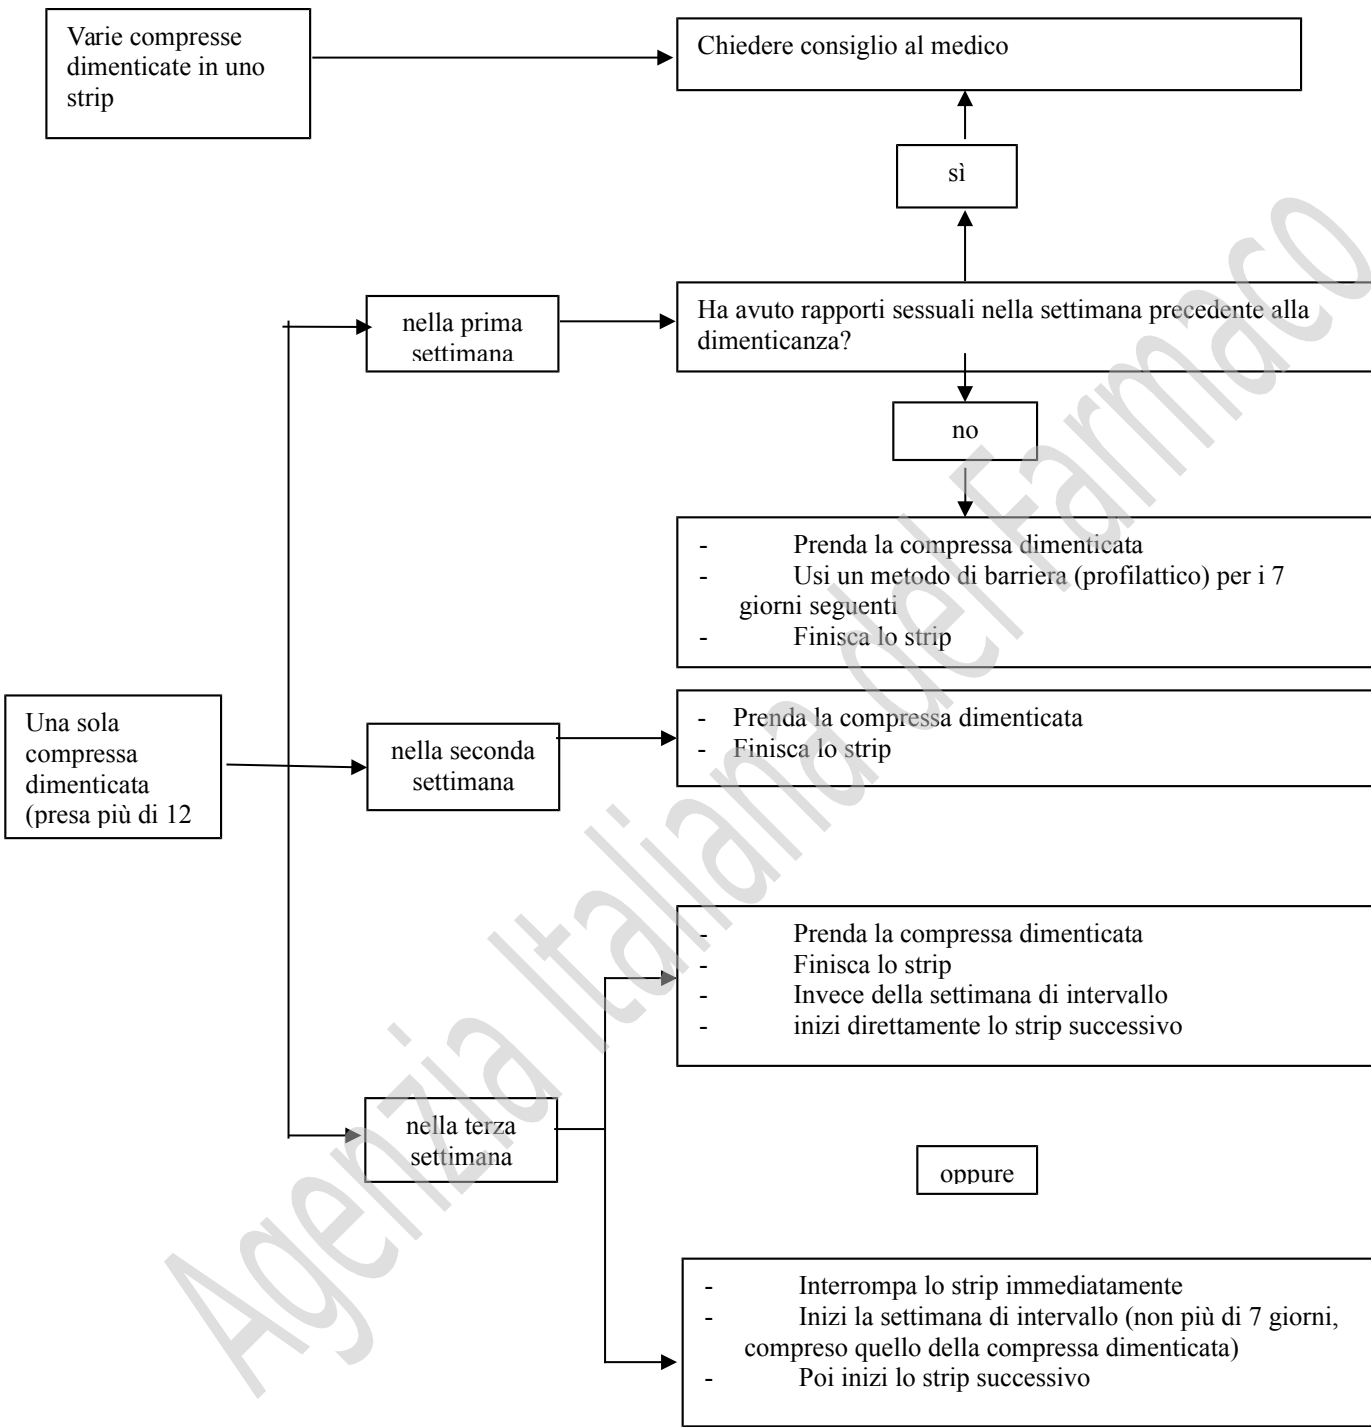 Varie compresse
dimenticate in uno
strip
Chiedere consiglio al medico
sì
nella prima
settimana
Ha avuto rapporti sessuali nella settimana precedente alla
dimenticanza?
no
- Prenda la compressa dimenticata
- Usi un metodo di barriera (profilattico) per i 7
giorni seguenti
- Finisca lo strip
Una sola
compressa
dimenticata
(presa più di 12
nella seconda
settimana
- Prenda la compressa dimenticata
- Finisca lo strip
- Prenda la compressa dimenticata
- Finisca lo strip
- Invece della settimana di intervallo
- inizi direttamente lo strip successivo
nella terza
settimana
oppure
- Interrompa lo strip immediatamente
- Inizi la settimana di intervallo (non più di 7 giorni,
compreso quello della compressa dimenticata)
- Poi inizi lo strip successivo
Agenzia Italiana del Farmaco